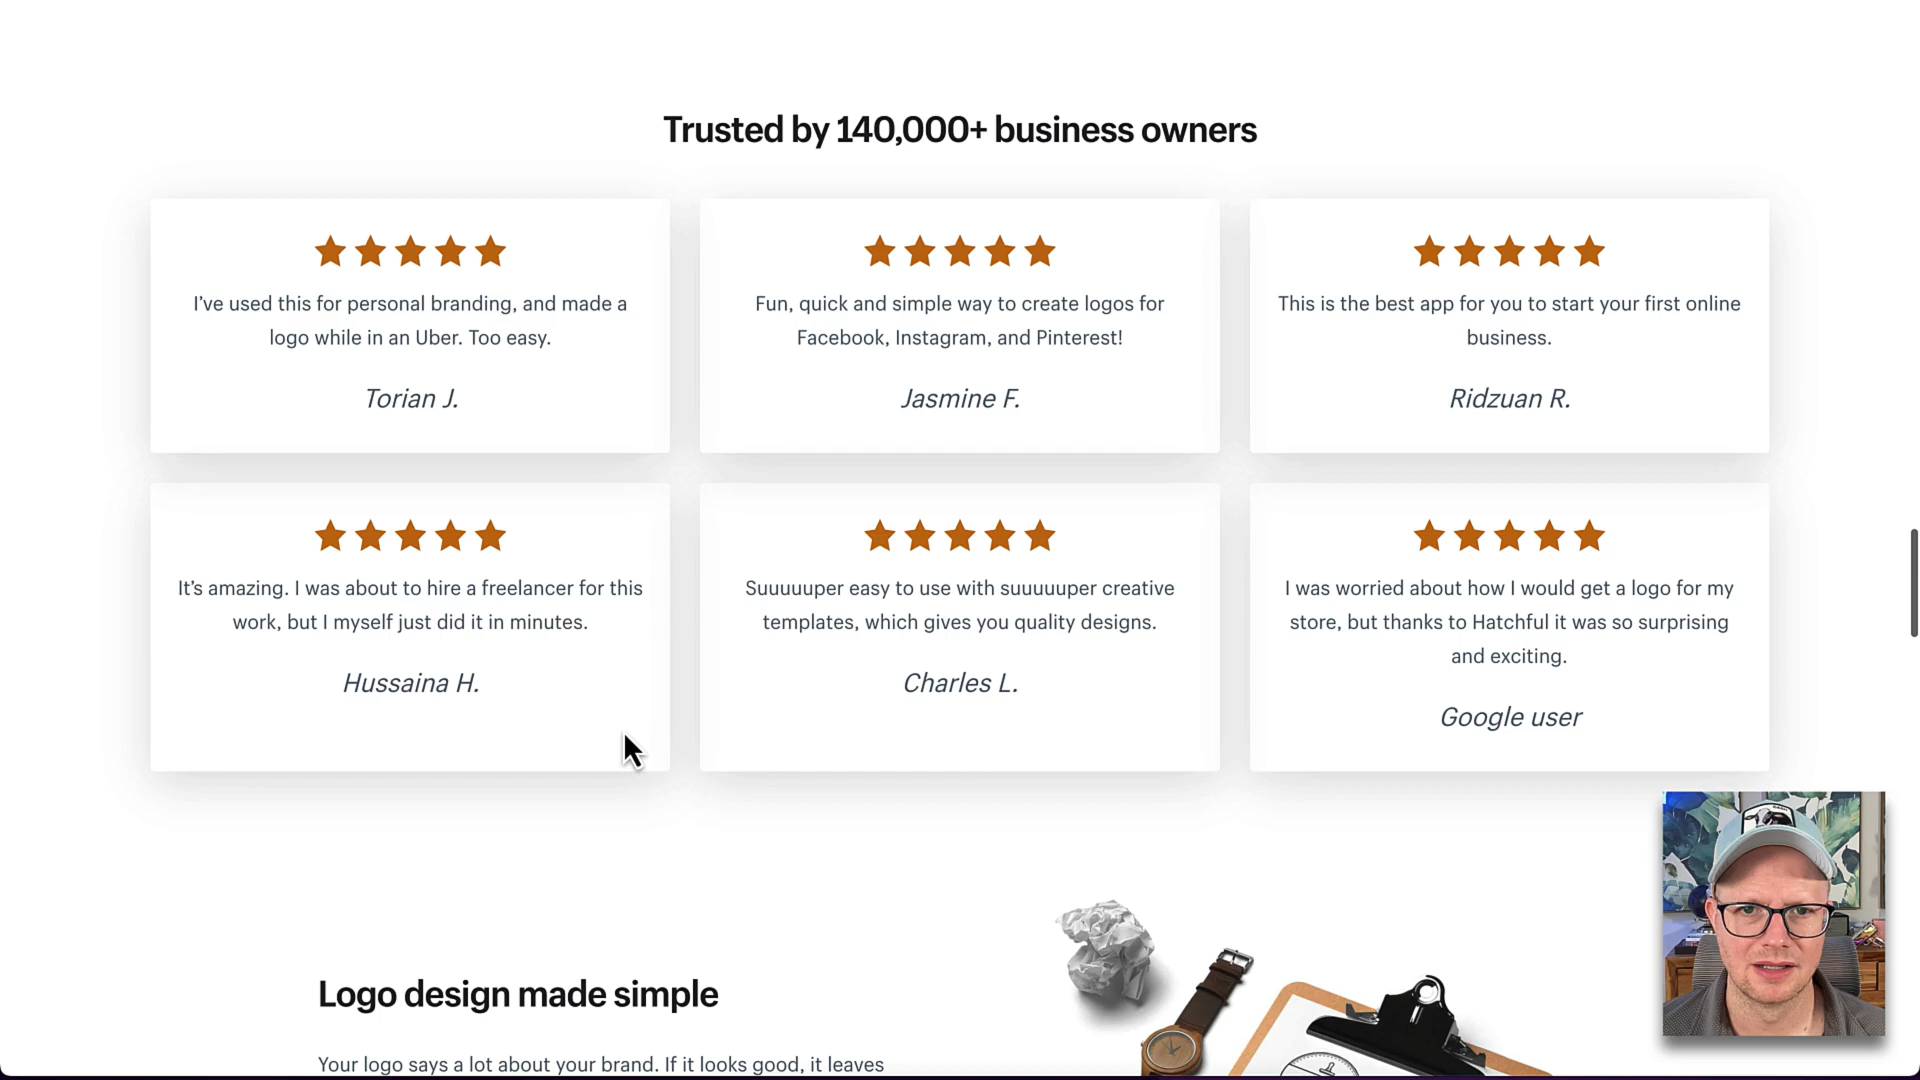 Trusted by 140,000+ business owners
I’ve used this for personal branding, and made a
logo while in an Uber. Too easy.
Torian J.
Fun, quick and simple way to create logos for
Facebook, Instagram, and Pinterest!
Jasmine F.
This is the best app for you to start your first online
business.
Ridzuan R.
It’s amazing. I was about to hire a freelancer for this
work, but I myself just did it in minutes.
Hussaina H.
Suuuuuper easy to use with suuuuuper creative
templates, which gives you quality designs.
Charles L.
I was worried about how I would get a logo for my
store, but thanks to Hatchful it was so surprising
and exciting.
Google user
Logo design made simple
Your logo says a lot about your brand. If it looks good, it leaves